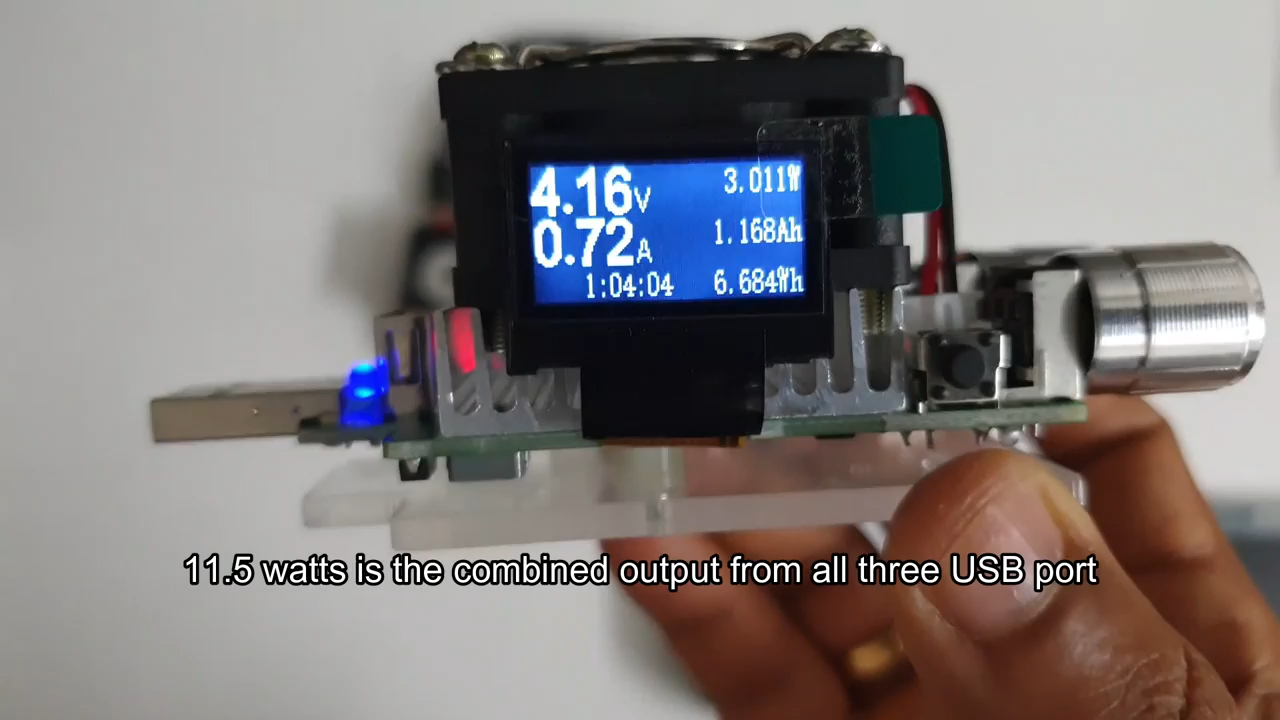 4.16V
3.011W
0.72A
1.168Ah
1:04:04
6.684Wh
11.5 watts is the combined output from all three USB port